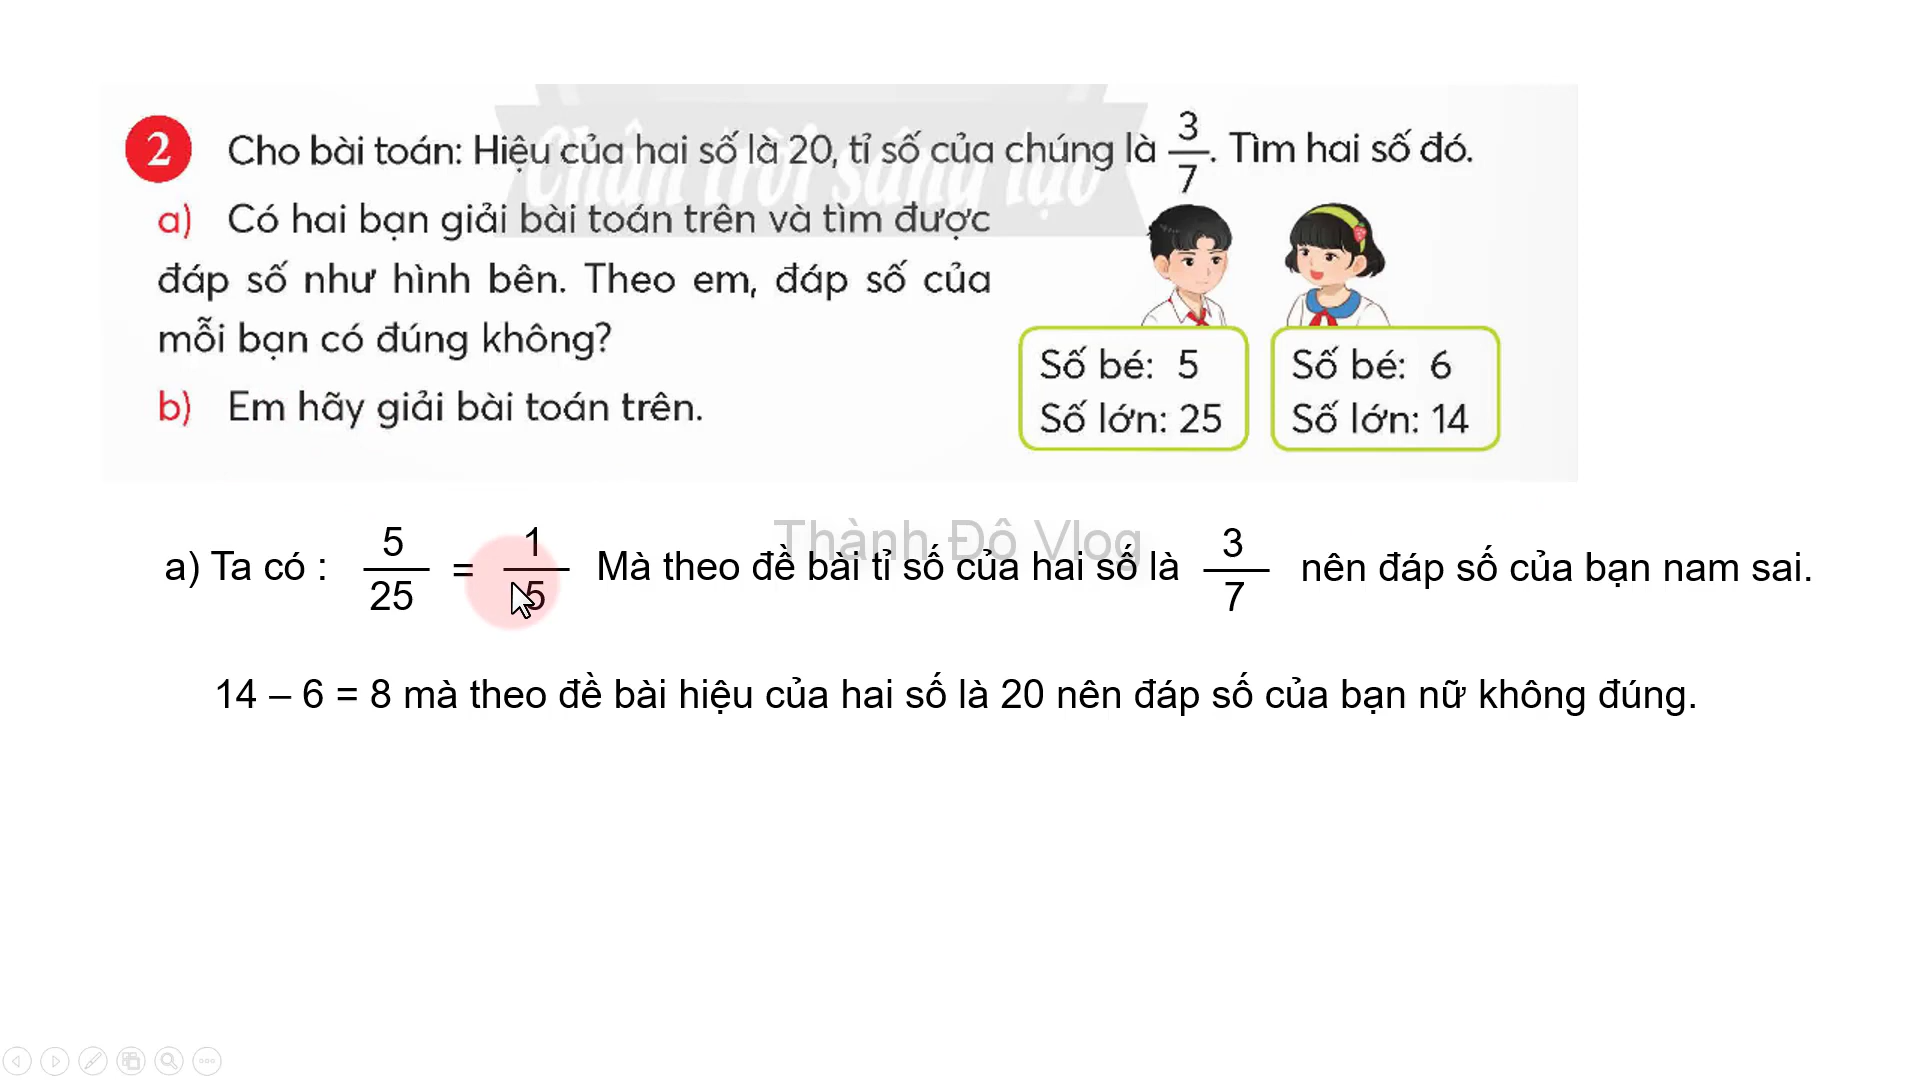 Chân trời sáng tạo
2 Cho bài toán: Hiệu của hai số là 20, tỉ số của chúng là 3/7. Tìm hai số đó.
a) Có hai bạn giải bài toán trên và tìm được
đáp số như hình bên. Theo em, đáp số của
mỗi bạn có đúng không?
b) Em hãy giải bài toán trên.
Số bé: 5
Số lớn: 25
Số bé: 6
Số lớn: 14
Thành Đô Vlog
a) Ta có : 5/25 = 1/5 Mà theo đề bài tỉ số của hai số là 3/7 nên đáp số của bạn nam sai.
14 – 6 = 8 mà theo đề bài hiệu của hai số là 20 nên đáp số của bạn nữ không đúng.